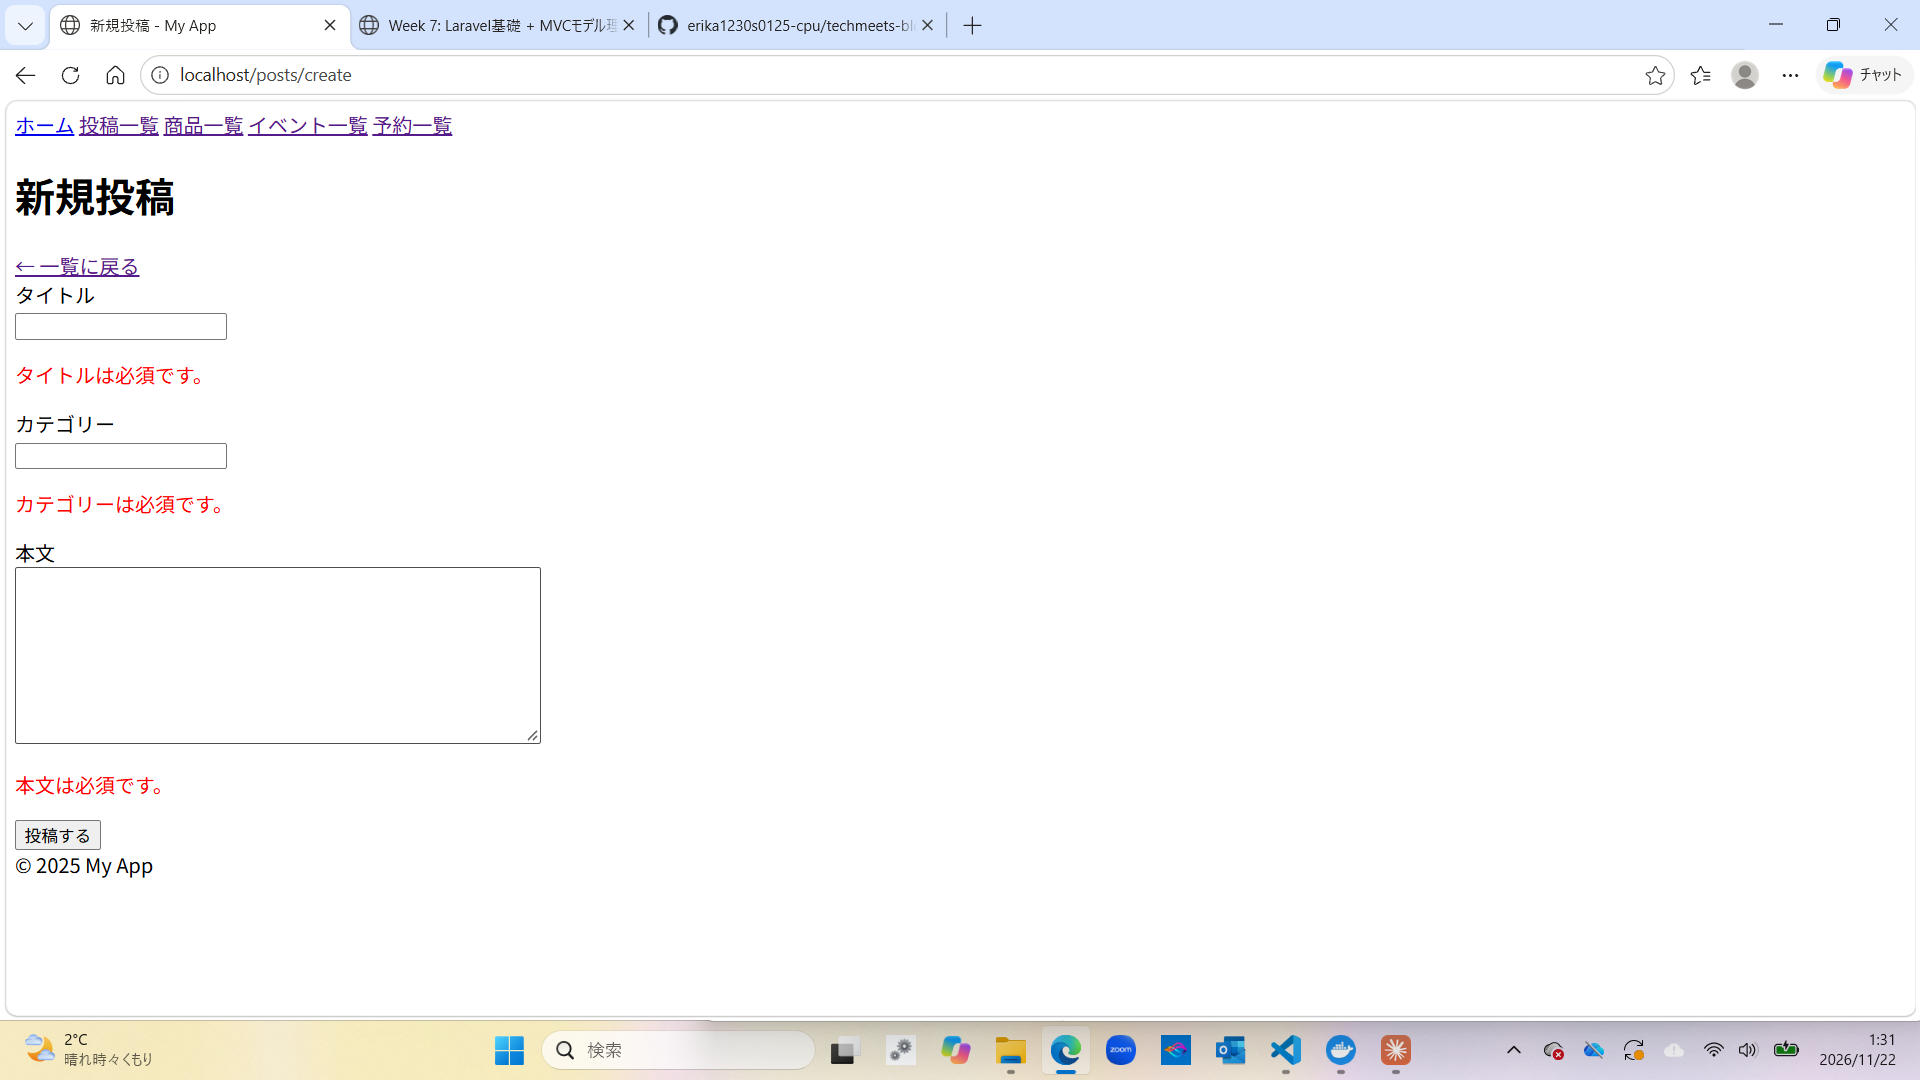 新規投稿 - My App
Week 7: Laravel基礎 + MVCモデル理
erika1230s0125-cpu/techmeets-bl
localhost/posts/create
チャット
ホーム 投稿一覧 商品一覧 イベント一覧 予約一覧
新規投稿
← 一覧に戻る
タイトル
タイトルは必須です。
カテゴリー
カテゴリーは必須です。
本文
本文は必須です。
投稿する
© 2025 My App
2°C
晴れ時々くもり
検索
zoom
1:31
2026/11/22